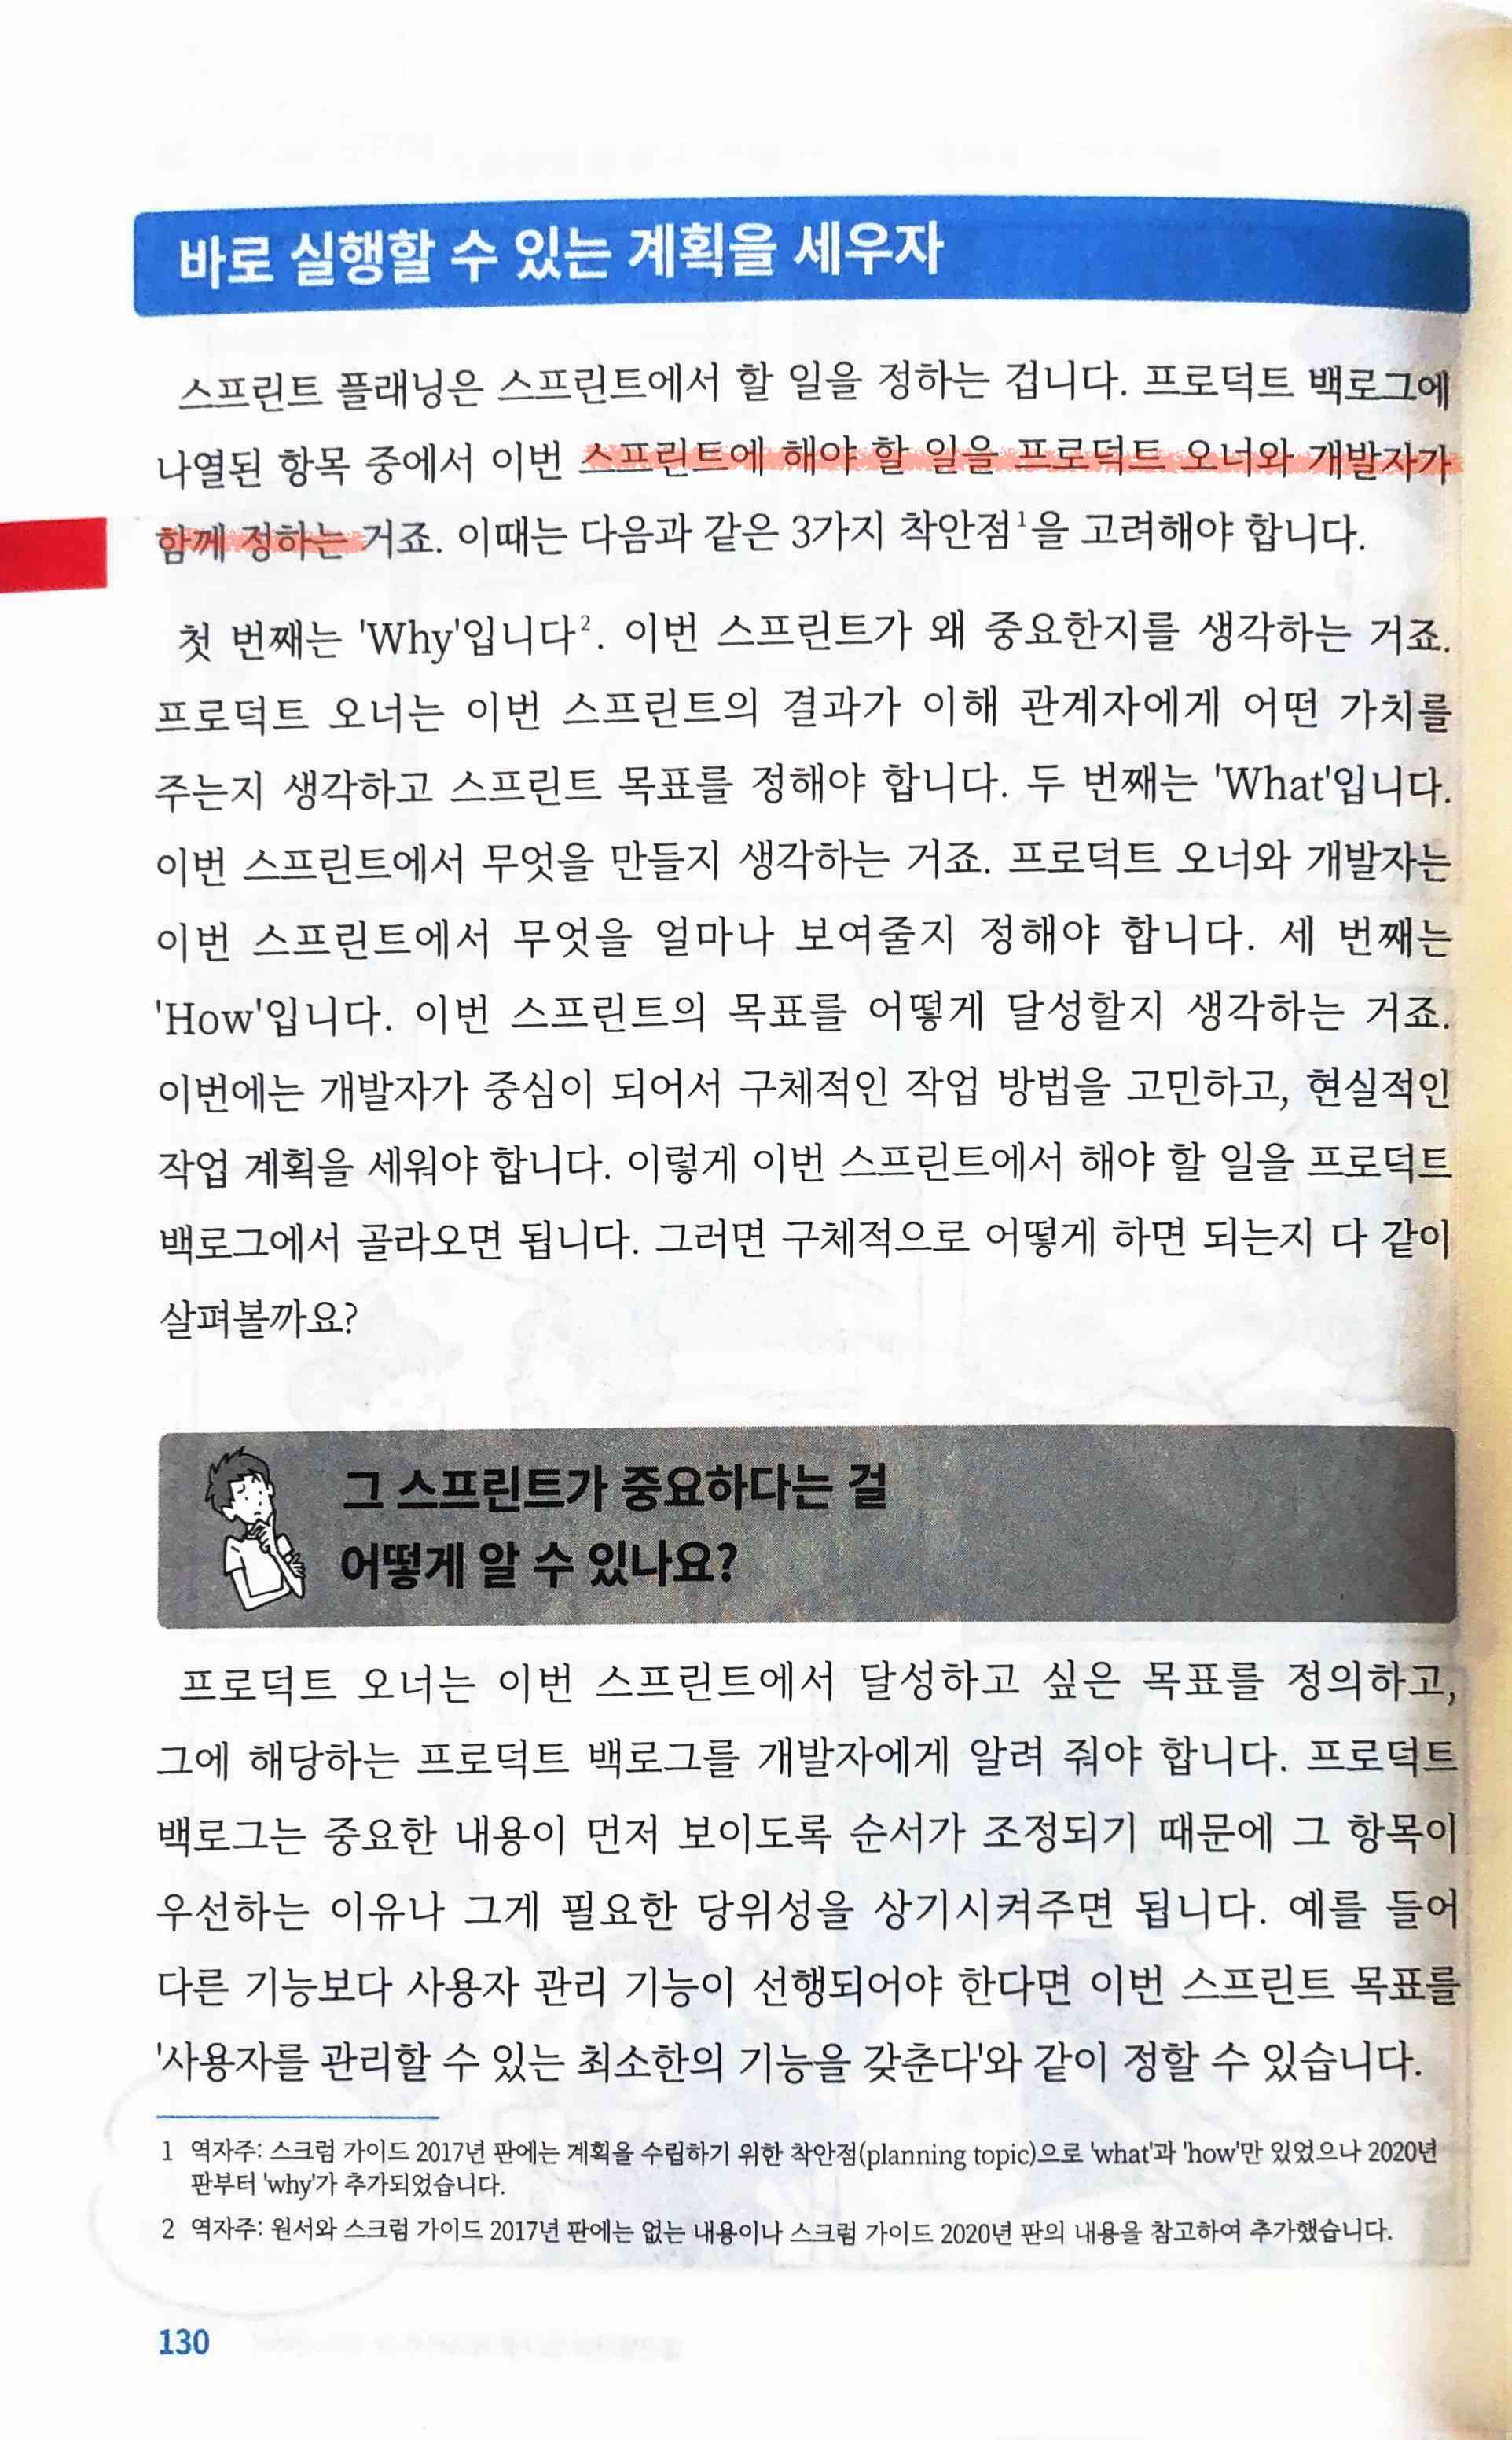 바로 실행할 수 있는 계획을 세우자
스프린트 플래닝은 스프린트에서 할 일을 정하는 겁니다. 프로덕트 백로그에
나열된 항목 중에서 이번 스프린트에 해야 할 일을 프로덕트 오너와 개발자가
함께 정하는 거죠. 이때는 다음과 같은 3가지 착안점¹을 고려해야 합니다.
첫 번째는 'Why'입니다². 이번 스프린트가 왜 중요한지를 생각하는 거죠.
프로덕트 오너는 이번 스프린트의 결과가 이해 관계자에게 어떤 가치를
주는지 생각하고 스프린트 목표를 정해야 합니다. 두 번째는 'What'입니다.
이번 스프린트에서 무엇을 만들지 생각하는 거죠. 프로덕트 오너와 개발자는
이번 스프린트에서 무엇을 얼마나 보여줄지 정해야 합니다. 세 번째는
'How'입니다. 이번 스프린트의 목표를 어떻게 달성할지 생각하는 거죠.
이번에는 개발자가 중심이 되어서 구체적인 작업 방법을 고민하고, 현실적인
작업 계획을 세워야 합니다. 이렇게 이번 스프린트에서 해야 할 일을 프로덕트
백로그에서 골라오면 됩니다. 그러면 구체적으로 어떻게 하면 되는지 다 같이
살펴볼까요?
그 스프린트가 중요하다는 걸
어떻게 알 수 있나요?
프로덕트 오너는 이번 스프린트에서 달성하고 싶은 목표를 정의하고,
그에 해당하는 프로덕트 백로그를 개발자에게 알려 줘야 합니다. 프로덕트
백로그는 중요한 내용이 먼저 보이도록 순서가 조정되기 때문에 그 항목이
우선하는 이유나 그게 필요한 당위성을 상기시켜주면 됩니다. 예를 들어
다른 기능보다 사용자 관리 기능이 선행되어야 한다면 이번 스프린트 목표를
'사용자를 관리할 수 있는 최소한의 기능을 갖춘다'와 같이 정할 수 있습니다.
1 역자주: 스크럼 가이드 2017년 판에는 계획을 수립하기 위한 착안점(planning topic)으로 'what'과 'how'만 있었으나 2020년
판부터 'why'가 추가되었습니다.
2 역자주: 원서와 스크럼 가이드 2017년 판에는 없는 내용이나 스크럼 가이드 2020년 판의 내용을 참고하여 추가했습니다.
130